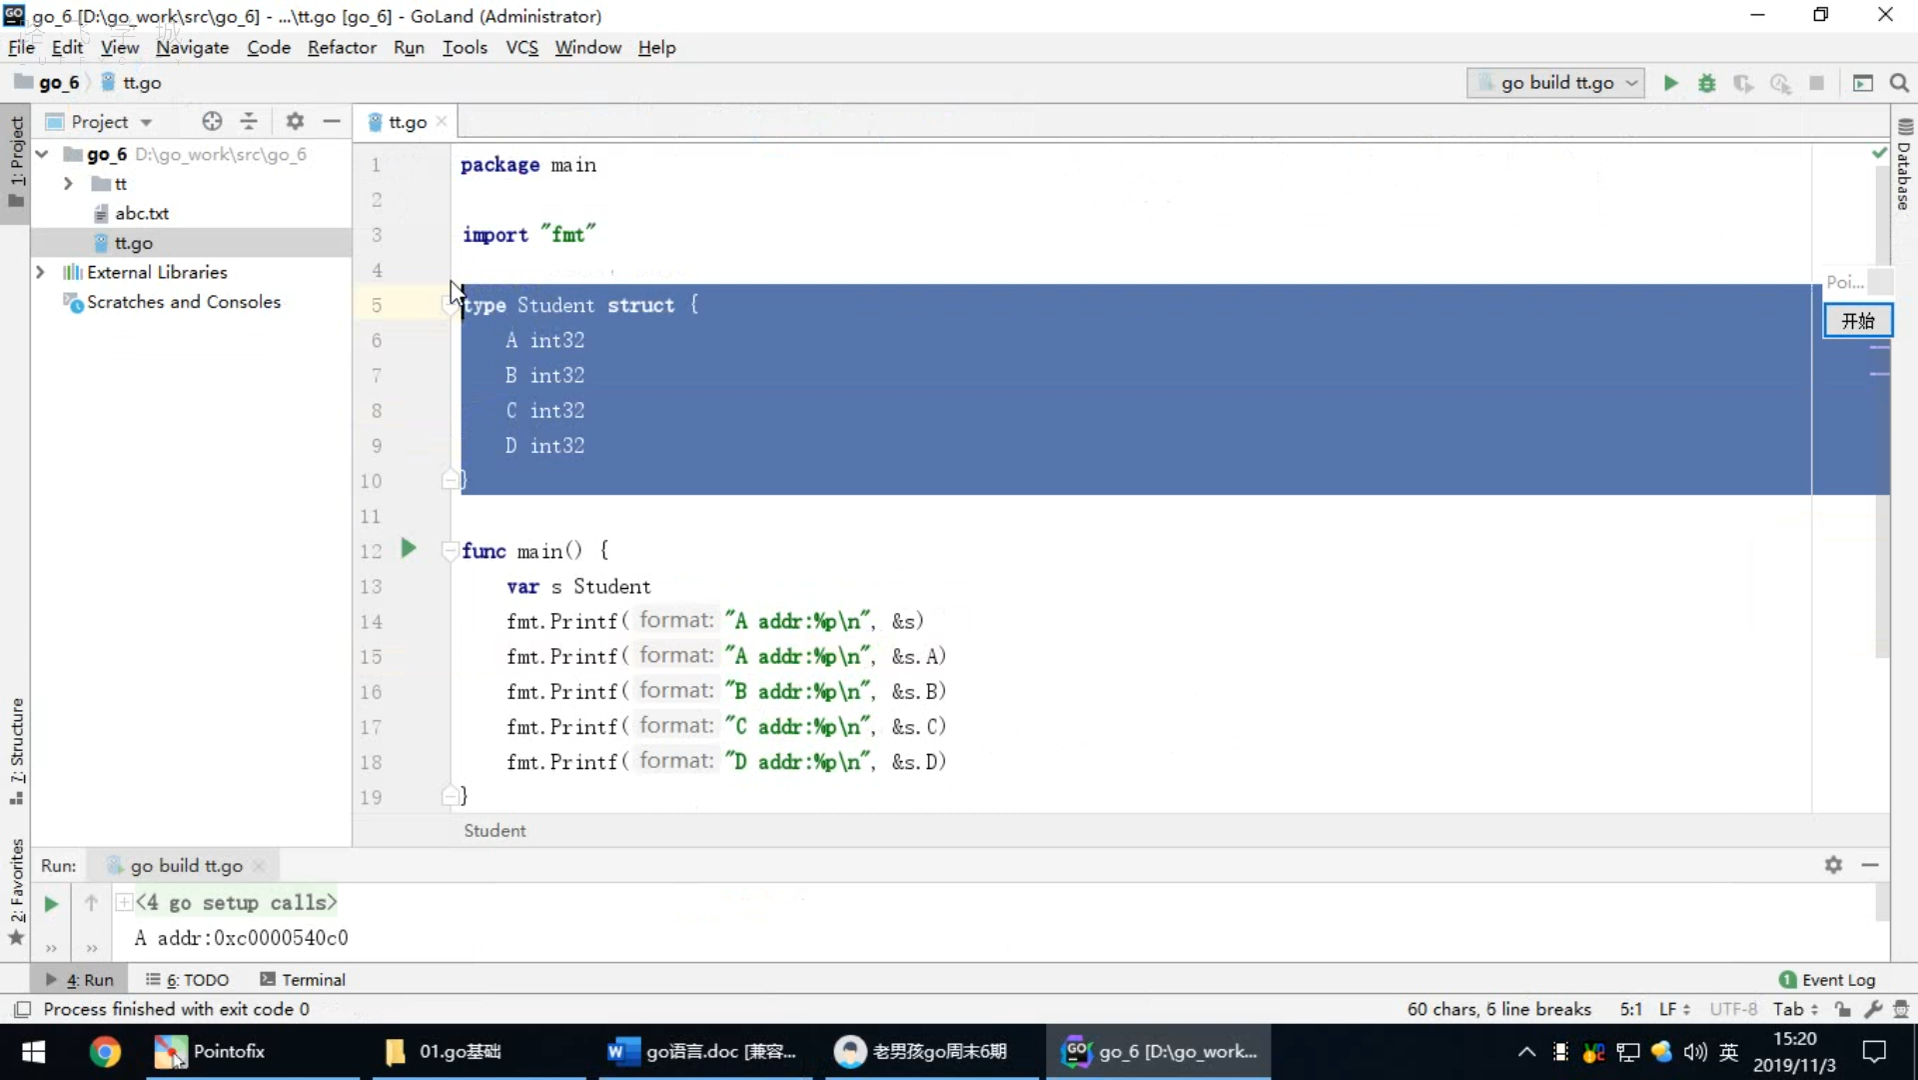 go_6 [D:\go_work\src\go_6] - ...\tt.go [go_6] - GoLand (Administrator)
File Edit View Navigate Code Refactor Run Tools VCS Window Help
go_6 tt.go
go build tt.go
1: Project
Project
tt.go
go_6 D:\go_work\src\go_6
tt
abc.txt
tt.go
External Libraries
Scratches and Consoles
1 package main
2
3 import "fmt"
4
5 type Student struct {
6 A int32
7 B int32
8 C int32
9 D int32
10 }
11
12 func main() {
13 var s Student
14 fmt.Printf( format: "A addr:%p\n", &s)
15 fmt.Printf( format: "A addr:%p\n", &s.A)
16 fmt.Printf( format: "B addr:%p\n", &s.B)
17 fmt.Printf( format: "C addr:%p\n", &s.C)
18 fmt.Printf( format: "D addr:%p\n", &s.D)
19 }
Student
Database
Poi...
开始
7: Structure
2: Favorites
Run: go build tt.go
<4 go setup calls>
A addr:0xc0000540c0
4: Run 6: TODO Terminal
1 Event Log
Process finished with exit code 0
60 chars, 6 line breaks 5:1 LF UTF-8 Tab
Pointofix
01.go基础
go语言.doc [兼容...
老男孩go周末6期
go_6 [D:\go_work...
英
15:20
2019/11/3